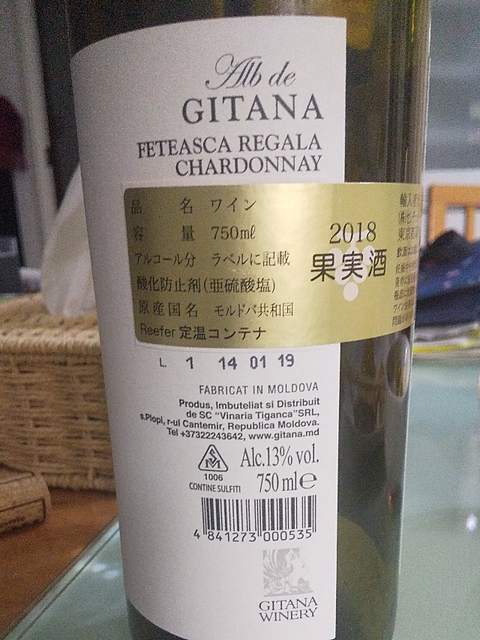 Alb de
GITANA
FETEASCA REGALA
CHARDONNAY
品名 ワイン
容量 750mℓ
アルコール分 ラベルに記載
酸化防止剤(亜硫酸塩)
原産国名 モルドバ共和国
Reefer 定温コンテナ
2018
果実酒
L 1 14 01 19
FABRICAT IN MOLDOVA
Produs, Imbuteliat si Distribuit
de SC "Vinaria Tiganca"SRL,
s.Plopi, r-ul Cantemir, Republica Moldova.
Tel +37322243642, www.gitana.md
SM
1006
CONTINE SULFITI
Alc.13% vol.
750 ml e
4 841273 000535
GITANA
WINERY